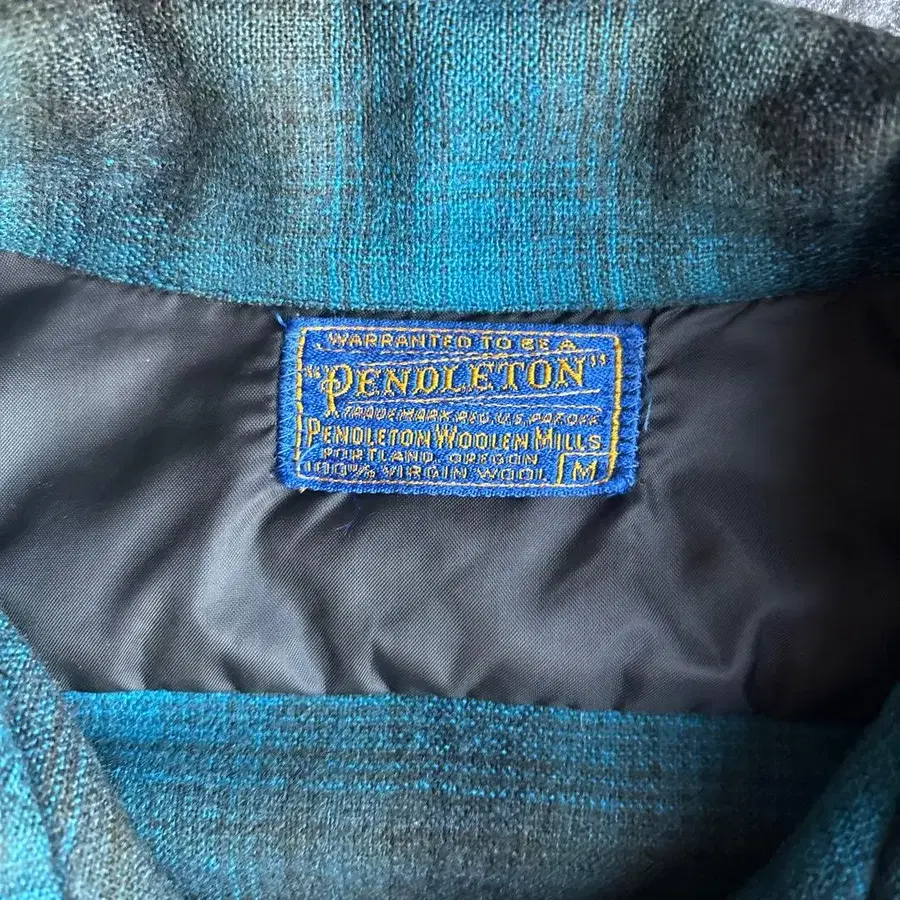 WARRANTED TO BE A
"PENDLETON"
TRADE MARK REG. U.S. PAT. OFF.
PENDLETON WOOLEN MILLS
PORTLAND, OREGON
100% VIRGIN WOOL M